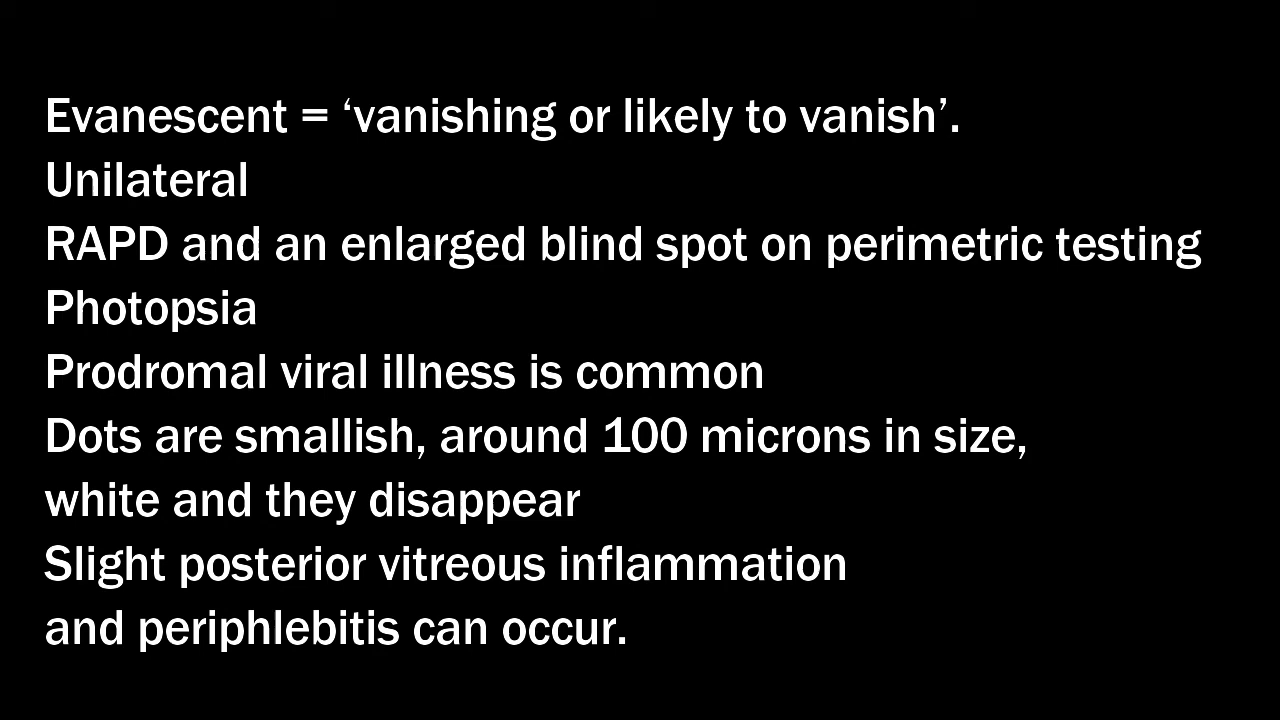 Evanescent = ‘vanishing or likely to vanish’.
Unilateral
RAPD and an enlarged blind spot on perimetric testing
Photopsia
Prodromal viral illness is common
Dots are smallish, around 100 microns in size,
white and they disappear
Slight posterior vitreous inflammation
and periphlebitis can occur.